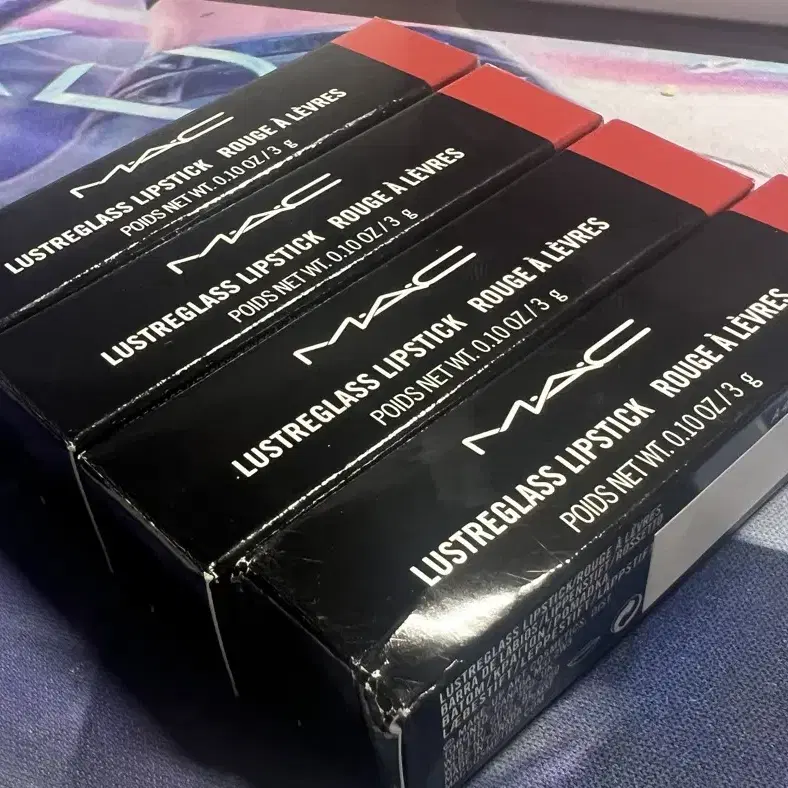 M·A·C
LUSTREGLASS LIPSTICK ROUGE À LÈVRES
POIDS NET WT. 0.10 OZ / 3 g
M·A·C
LUSTREGLASS LIPSTICK ROUGE À LÈVRES
POIDS NET WT. 0.10 OZ / 3 g
M·A·C
LUSTREGLASS LIPSTICK ROUGE À LÈVRES
POIDS NET WT. 0.10 OZ / 3 g
M·A·C
LUSTREGLASS LIPSTICK ROUGE À LÈVRES
POIDS NET WT. 0.10 OZ / 3 g
LUSTREGLASS LIPSTICK/ROUGE À LÈVRES